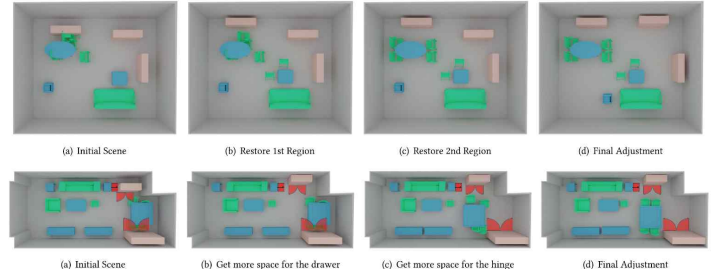 (a) Initial Scene
(b) Restore 1st Region
(c) Restore 2nd Region
(d) Final Adjustment
(a) Initial Scene
(b) Get more space for the drawer
(c) Get more space for the hinge
(d) Final Adjustment